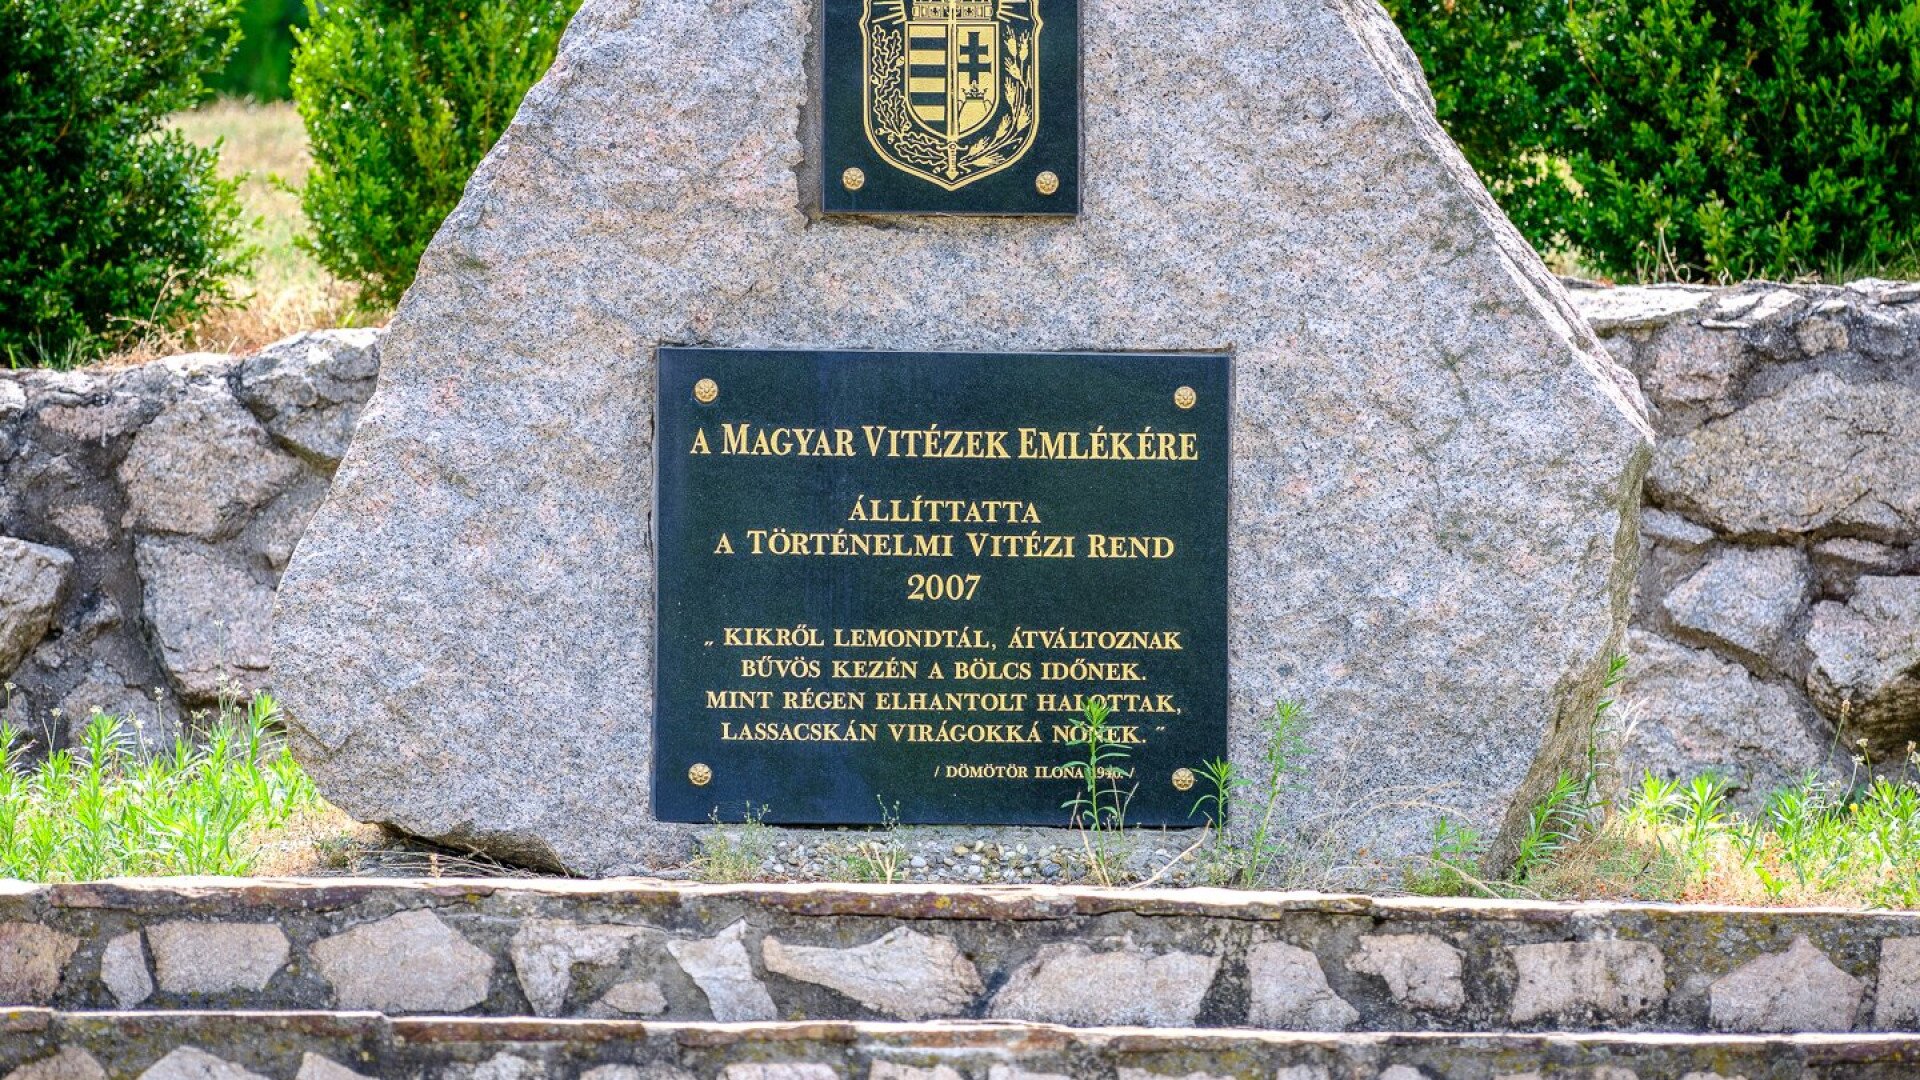 A MAGYAR VITÉZEK EMLÉKÉRE
ÁLLÍTTATTA
A TÖRTÉNELMI VITÉZI REND
2007
„ KIKRŐL LEMONDTÁL, ÁTVÁLTOZNAK
BŰVÖS KEZÉN A BÖLCS IDŐNEK.
MINT RÉGEN ELHANTOLT HALOTTAK,
LASSACSKÁN VIRÁGOKKÁ NŐNEK. ˝
/ DÖMÖTÖR ILONA /